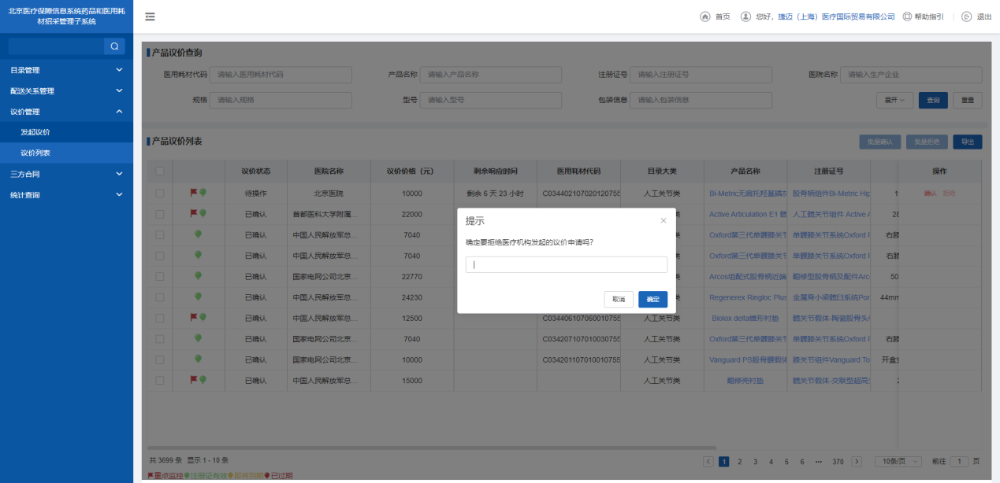 北京医疗保障信息系统药品和医用耗
材招采管理子系统
首页 您好，捷迈（上海）医疗国际贸易有限公司 帮助指引 退出
目录管理
配送关系管理
议价管理
发起议价
议价列表
三方合同
统计查询
产品议价查询
医用耗材代码 请输入医用耗材代码 产品名称 请输入产品名称 注册证号 请输入注册证号 医院名称 请输入生产企业
规格 请输入规格 型号 请输入型号 包装信息 请输入包装信息 展开 查询 重置
产品议价列表 批量确认 批量拒绝 导出
议价状态 医院名称 议价价格（元） 剩余响应时间 医用耗材代码 目录大类 产品名称 注册证号 操作
待操作 北京医院 10000 剩余 6 天 23 小时 C034402107020120755 人工关节类 Bi-Metric无肩托羟基磷灰 股骨柄组件Bi-Metric Hip 确认 拒绝
已确认 首都医科大学附属... 22000 Active Articulation E1 髋 人工髋关节组件 Active A 28
已确认 中国人民解放军总... 7040 Oxford第三代单髁膝关节 单髁膝关节系统Oxford P 右膝
已确认 中国人民解放军总... 7040 Oxford第三代单髁膝关节 单髁膝关节系统Oxford P 右膝
已确认 国家电网公司北京... 22770 Arcos组配式股骨柄近端 翻修型股骨柄及配件Arc 50
已确认 中国人民解放军总... 24230 Regenerex Ringloc Plus 金属骨小梁髋臼系统Por 44mm
已确认 中国人民解放军总... 12500 C034406107060010755 人工关节类 Biolox delta锥形衬垫 髋关节假体-陶瓷股骨头
已确认 国家电网公司北京... 7040 C034207107010030755 人工关节类 Oxford第三代单髁膝关节 单髁膝关节系统Oxford P 右膝
已确认 国家电网公司北京... 10000 C034201107010010755 人工关节类 Vanguard PS股骨髁假体 膝关节组件Vanguard To 开盒
已确认 中国人民解放军总... 15000 人工关节类 翻修壳衬垫 髋关节假体-交联型超高
提示
确定要拒绝医疗机构发起的议价申请吗?
取消 确定
共 3699 条 显示 1 - 10 条 1 2 3 4 5 6 ··· 370 10条/页 前往 1 页
重点监控 注册证有效 即将到期 已过期